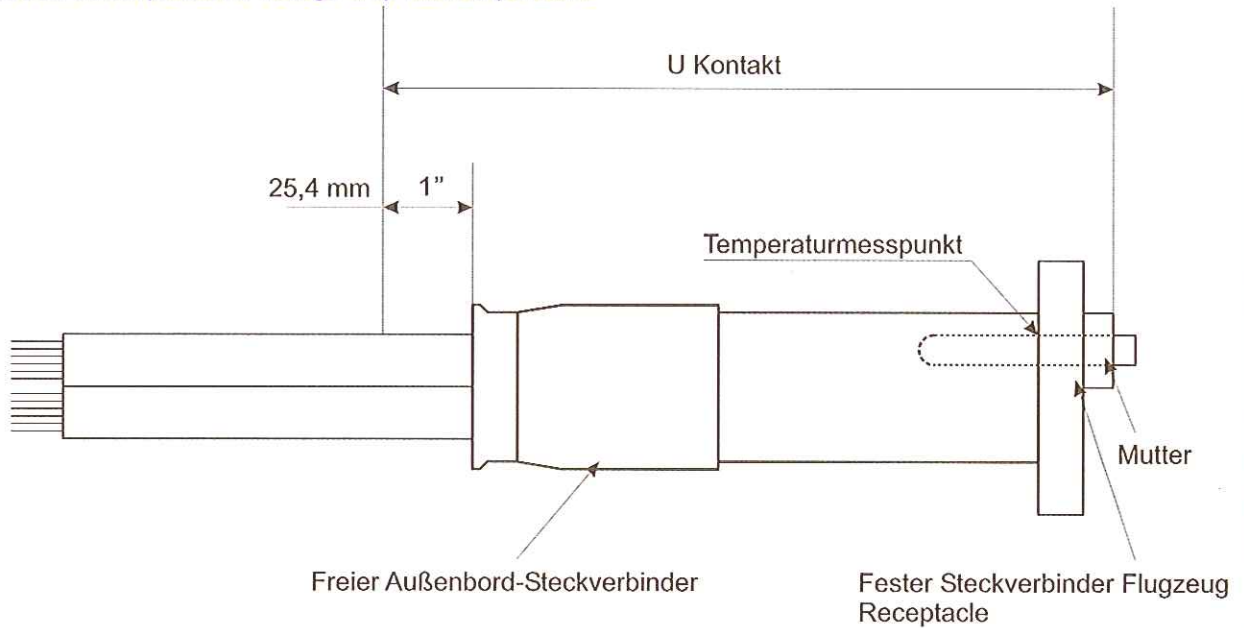 U Kontakt
25,4 mm
1”
Temperaturmesspunkt
Mutter
Freier Außenbord-Steckverbinder
Fester Steckverbinder Flugzeug
Receptacle